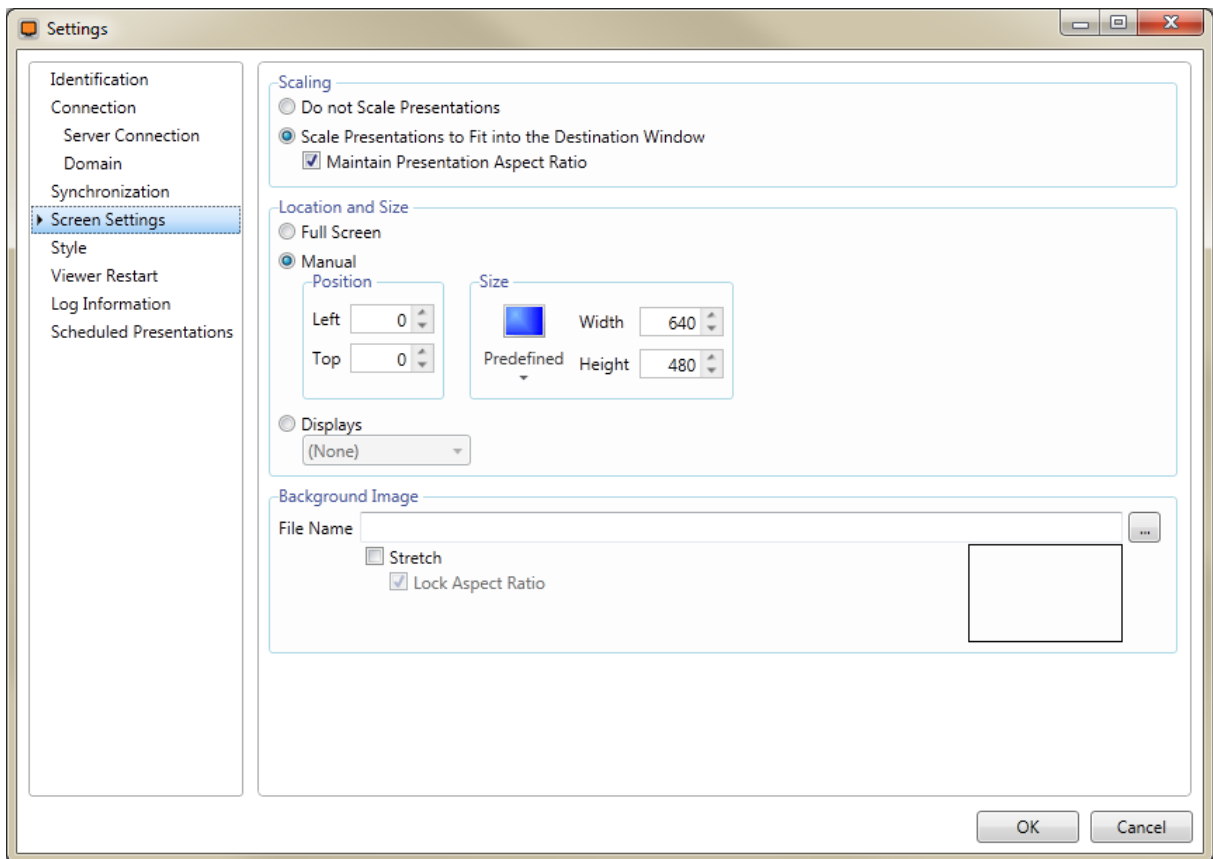 Settings
Identification
Connection
Server Connection
Domain
Synchronization
Screen Settings
Style
Viewer Restart
Log Information
Scheduled Presentations
Scaling
Do not Scale Presentations
Scale Presentations to Fit into the Destination Window
Maintain Presentation Aspect Ratio
Location and Size
Full Screen
Manual
Position
Left 0
Top 0
Size
Predefined
Width 640
Height 480
Displays
(None)
Background Image
File Name
...
Stretch
Lock Aspect Ratio
OK Cancel